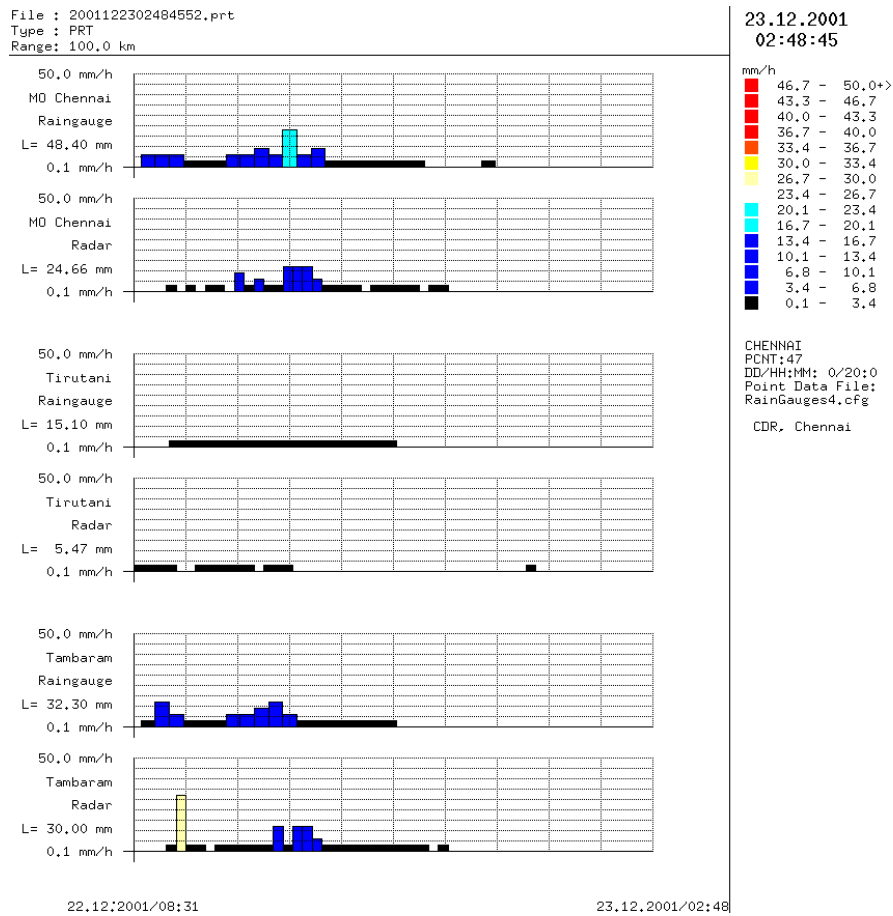 File : 2001122302484552.prt
Type : PRT
Range: 100.0 km
50.0 mm/h
MO Chennai
Raingauge
L= 48.40 mm
0.1 mm/h
50.0 mm/h
MO Chennai
Radar
L= 24.66 mm
0.1 mm/h
50.0 mm/h
Tirutani
Raingauge
L= 15.10 mm
0.1 mm/h
50.0 mm/h
Tirutani
Radar
L=  5.47 mm
0.1 mm/h
50.0 mm/h
Tambaram
Raingauge
L= 32.30 mm
0.1 mm/h
50.0 mm/h
Tambaram
Radar
L= 30.00 mm
0.1 mm/h
22.12.2001/08:31
23.12.2001/02:48
23.12.2001
02:48:45
mm/h
46.7 - 50.0+>
43.3 - 46.7
40.0 - 43.3
36.7 - 40.0
33.4 - 36.7
30.0 - 33.4
26.7 - 30.0
23.4 - 26.7
20.1 - 23.4
16.7 - 20.1
13.4 - 16.7
10.1 - 13.4
6.8 - 10.1
3.4 - 6.8
0.1 - 3.4
CHENNAI
PCNT:47
DD/HH:MM: 0/20:0
Point Data File:
RainGauges4.cfg
CDR, Chennai